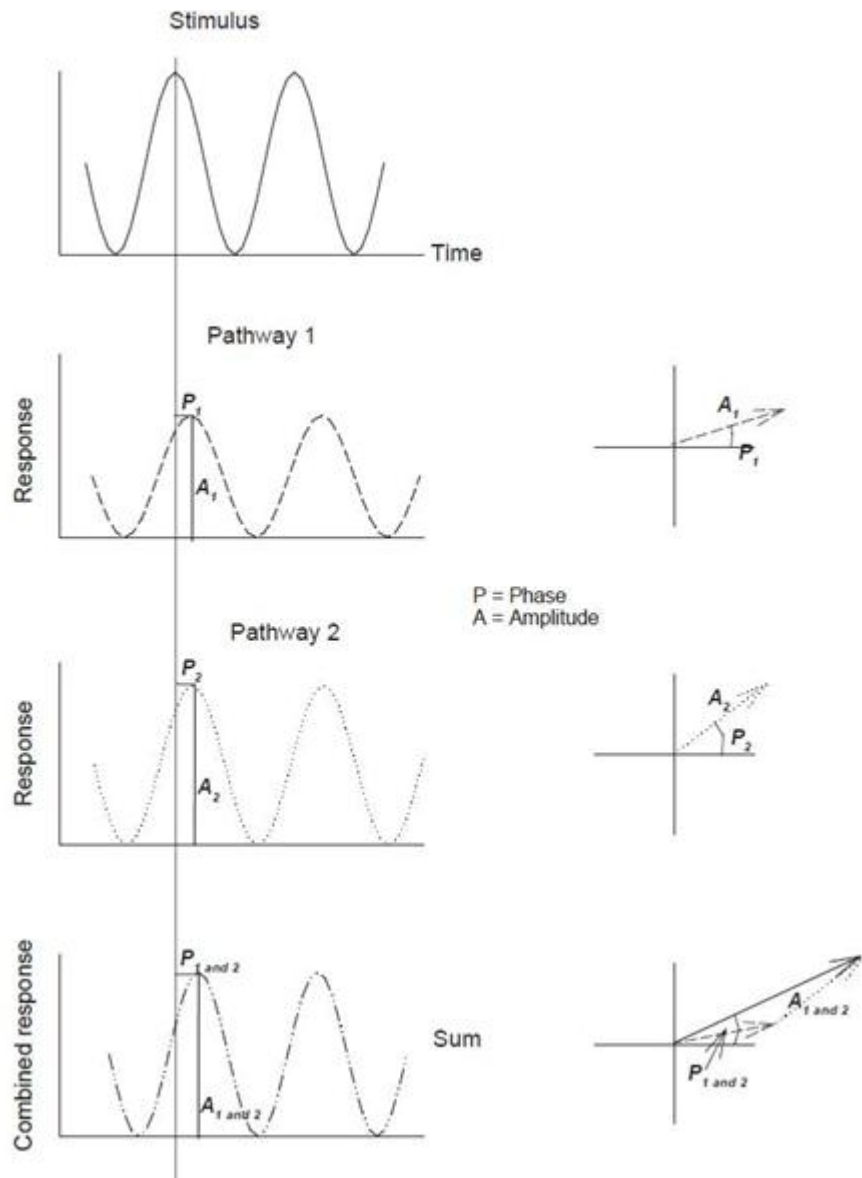 Stimulus
Time
Pathway 1
Response
P1
A1
A1
P1
P = Phase
A = Amplitude
Pathway 2
Response
P2
A2
A2
P2
Combined response
P1 and 2
A1 and 2
Sum
A1 and 2
P1 and 2